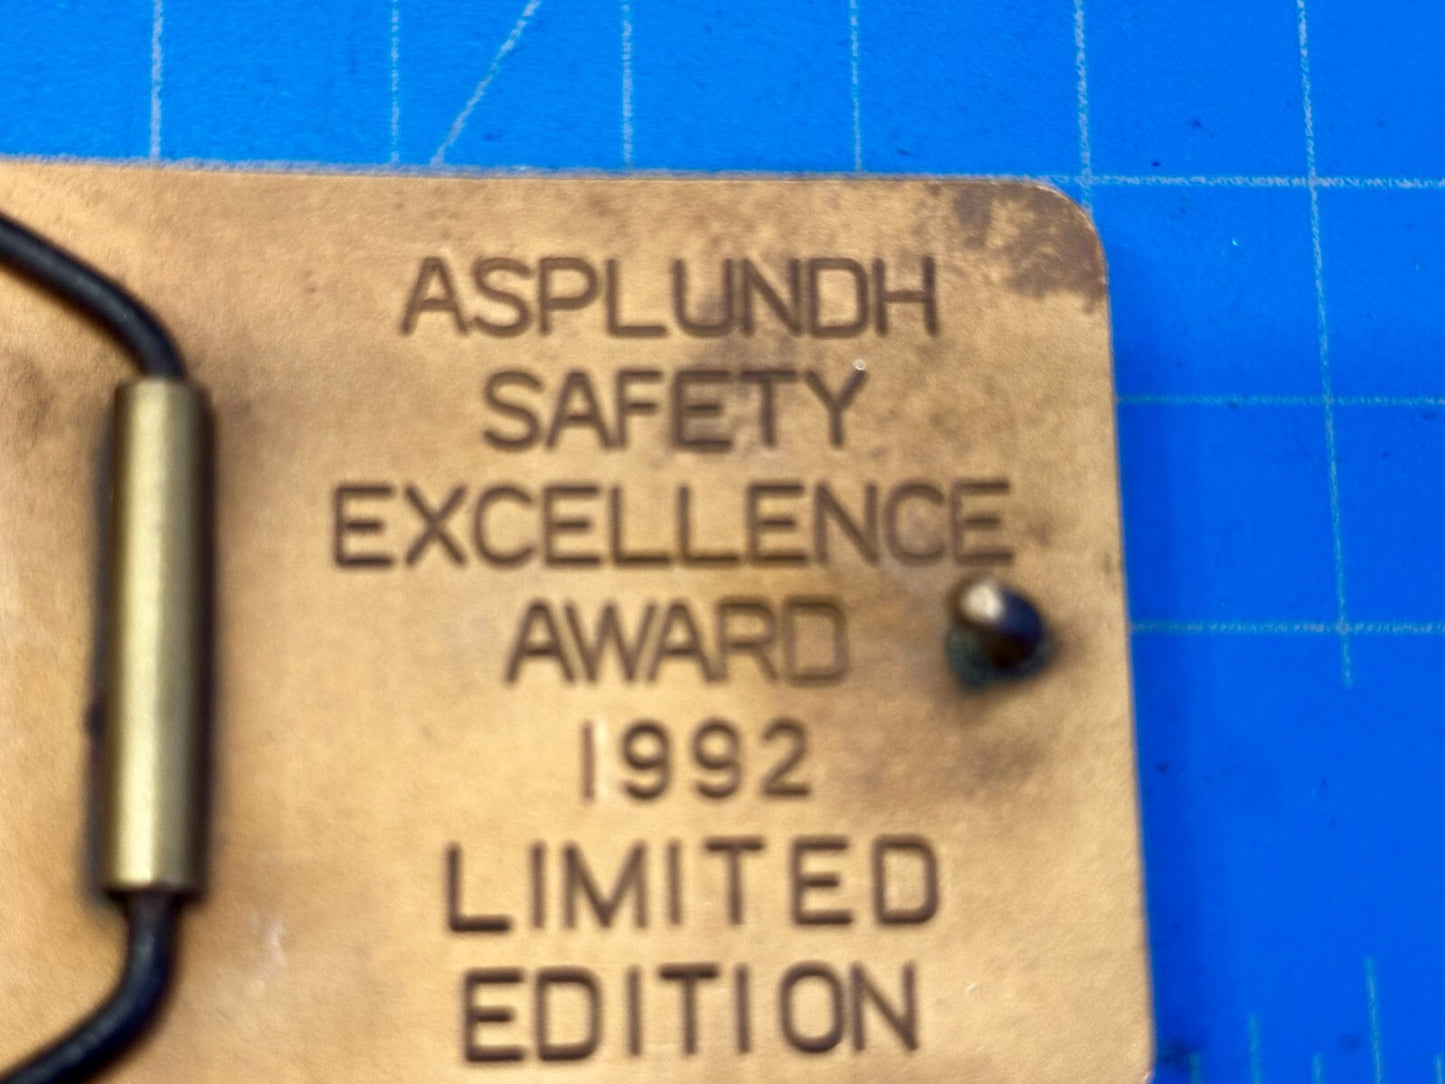 ASPLUNDH
SAFETY
EXCELLENCE
AWARD
1992
LIMITED
EDITION